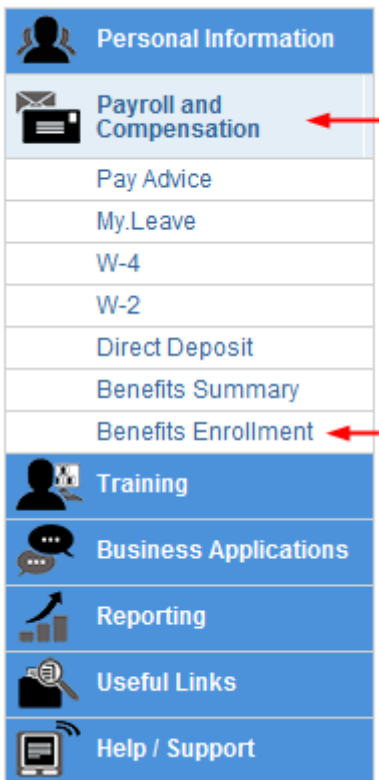 Personal Information
Payroll and
Compensation
Pay Advice
My.Leave
W-4
W-2
Direct Deposit
Benefits Summary
Benefits Enrollment
Training
Business Applications
Reporting
Useful Links
Help / Support